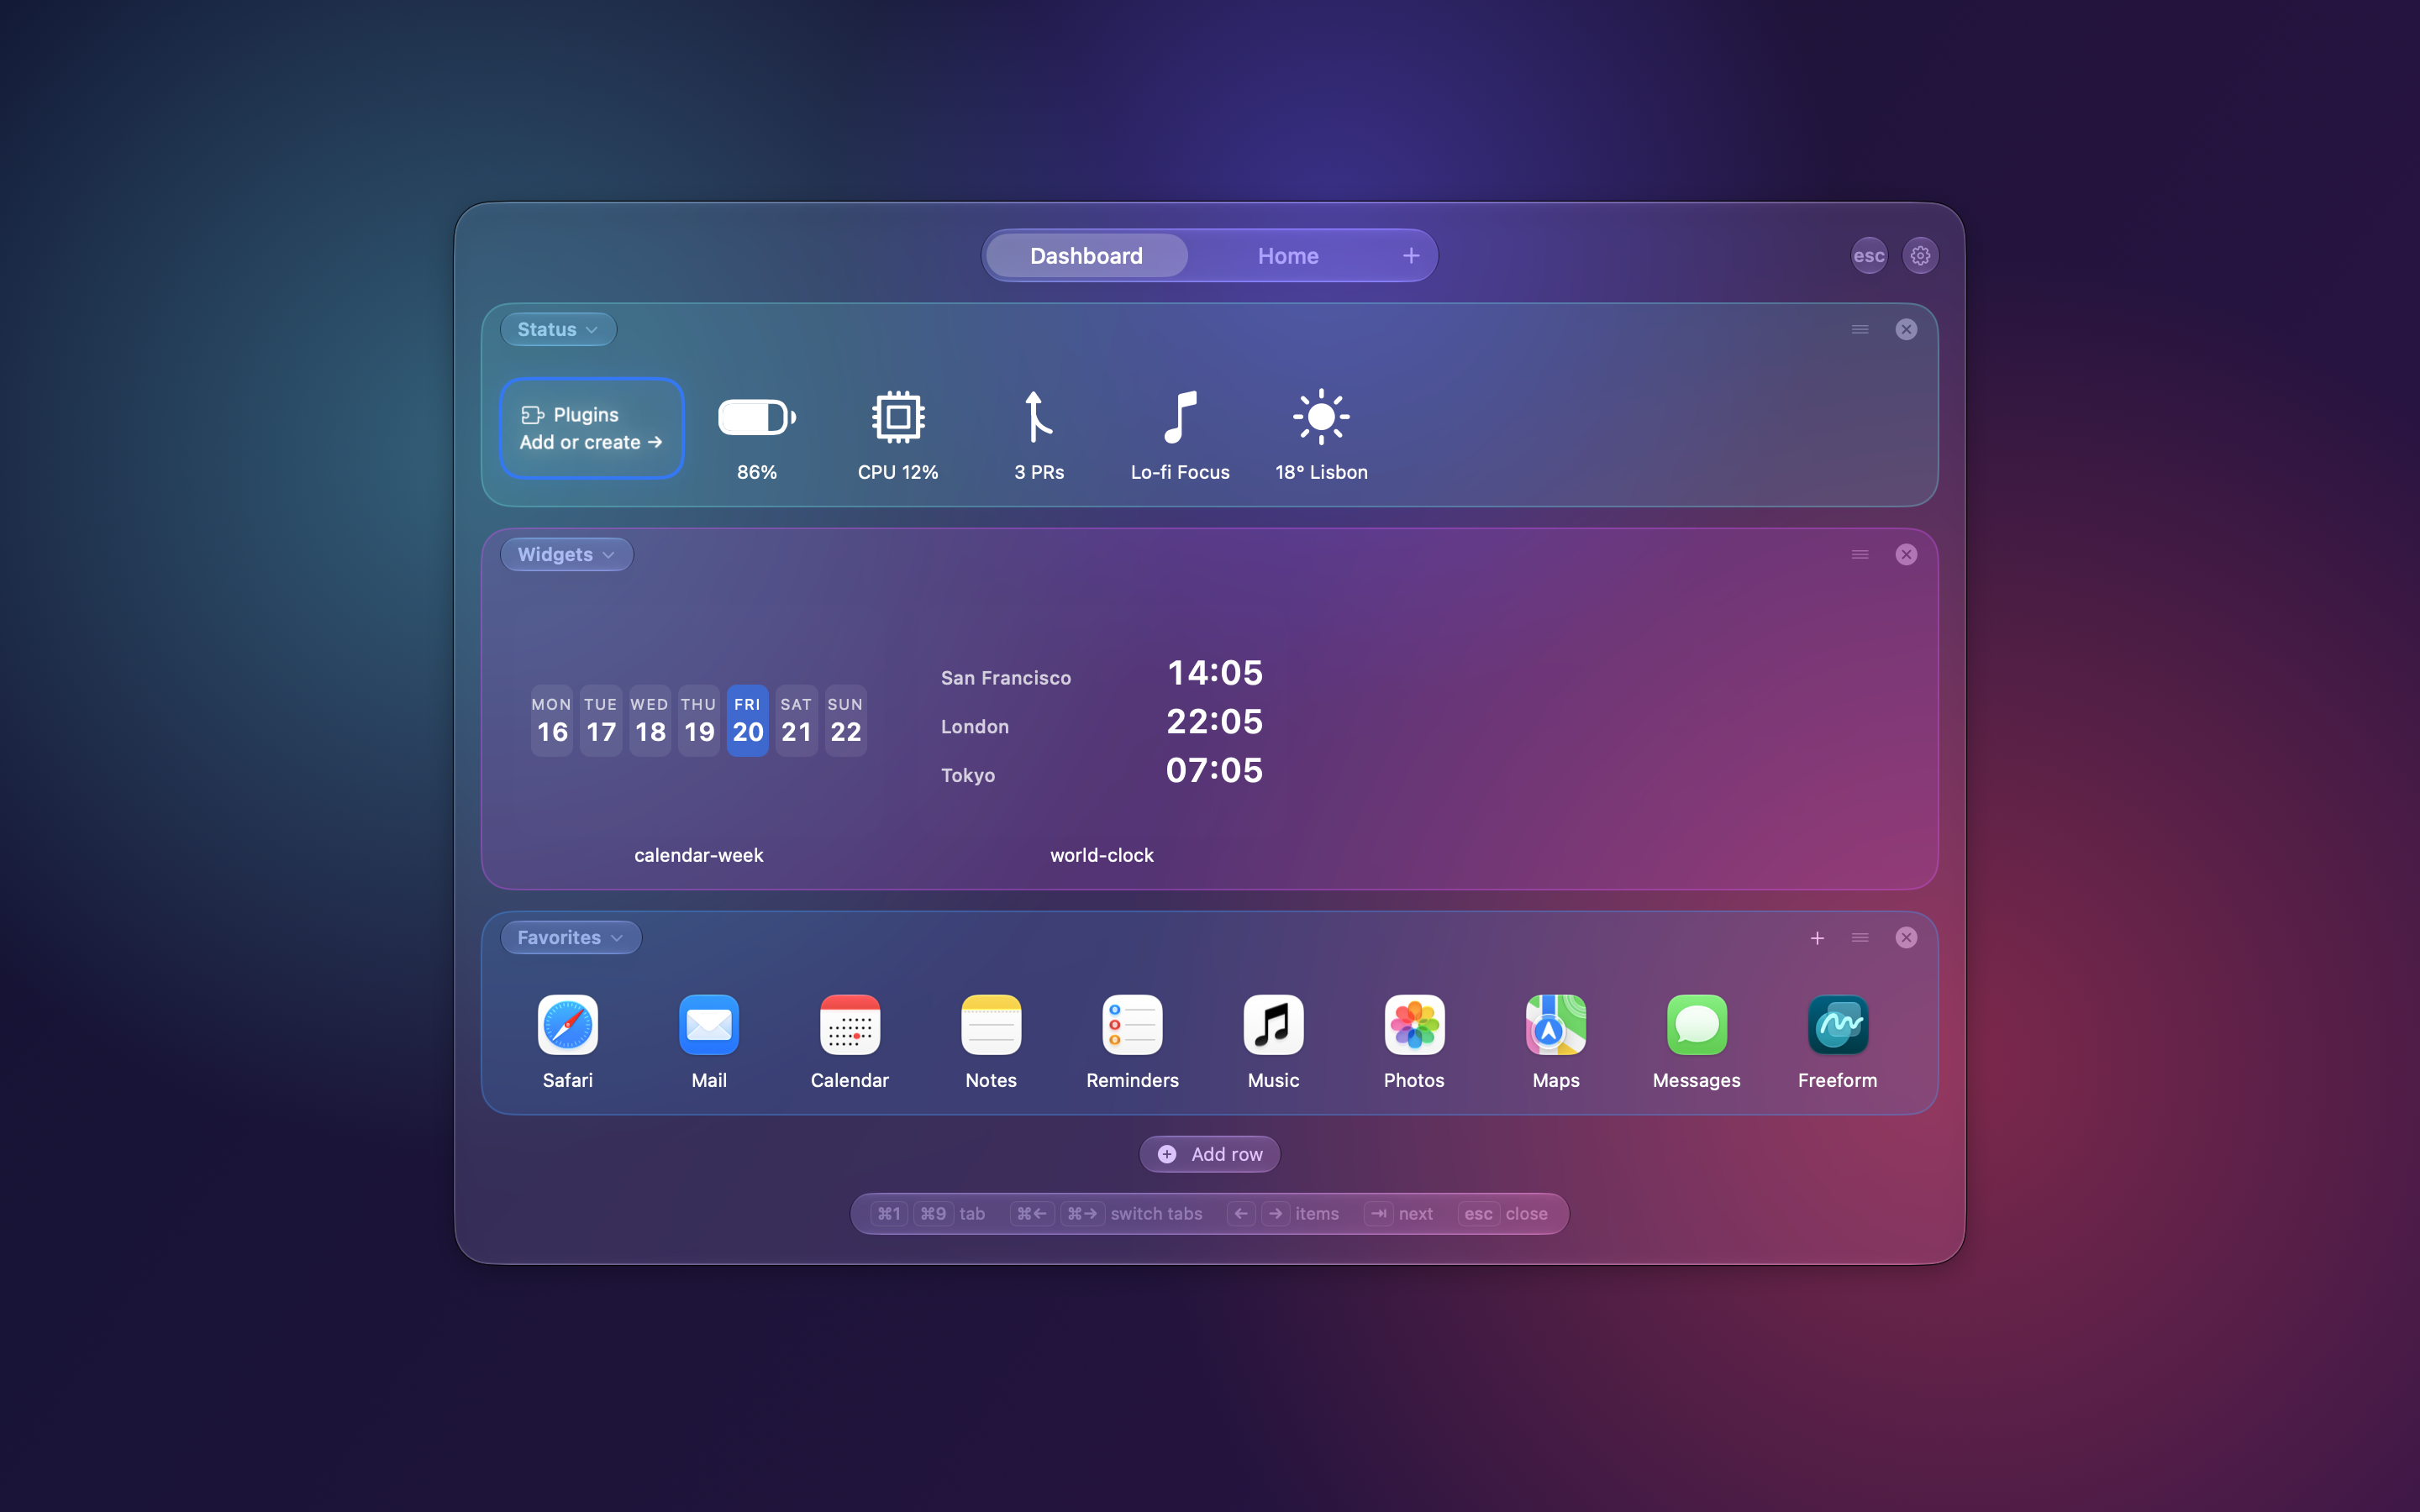 Dashboard Home + esc
Status
Plugins
Add or create →
86% CPU 12% 3 PRs Lo-fi Focus 18° Lisbon
Widgets
MON TUE WED THU FRI SAT SUN
16 17 18 19 20 21 22
San Francisco 14:05
London 22:05
Tokyo 07:05
calendar-week world-clock
Favorites
Safari Mail Calendar Notes Reminders Music Photos Maps Messages Freeform
Add row
⌘1 ⌘9 tab ⌘← ⌘→ switch tabs ← → items ⇥ next esc close